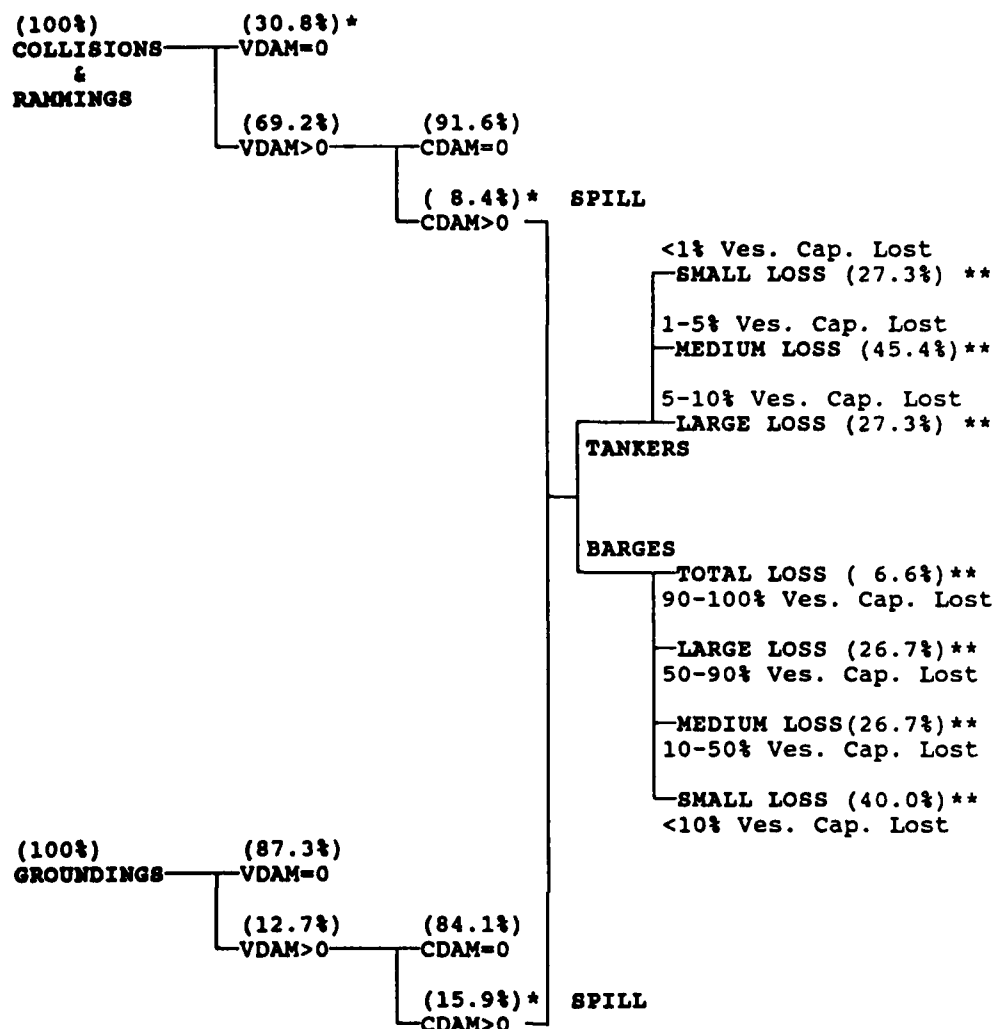 (100%) (30.8%)*
COLLISIONS VDAM=0
&
RAMMINGS
(69.2%) (91.6%)
VDAM>0 CDAM=0
( 8.4%)* SPILL
CDAM>0
<1% Ves. Cap. Lost
SMALL LOSS (27.3%) **
1-5% Ves. Cap. Lost
MEDIUM LOSS (45.4%)**
5-10% Ves. Cap. Lost
LARGE LOSS (27.3%) **
TANKERS
BARGES
TOTAL LOSS ( 6.6%)**
90-100% Ves. Cap. Lost
LARGE LOSS (26.7%)**
50-90% Ves. Cap. Lost
MEDIUM LOSS(26.7%)**
10-50% Ves. Cap. Lost
SMALL LOSS (40.0%)**
<10% Ves. Cap. Lost
(100%) (87.3%)
GROUNDINGS VDAM=0
(12.7%) (84.1%)
VDAM>0 CDAM=0
(15.9%)* SPILL
CDAM>0